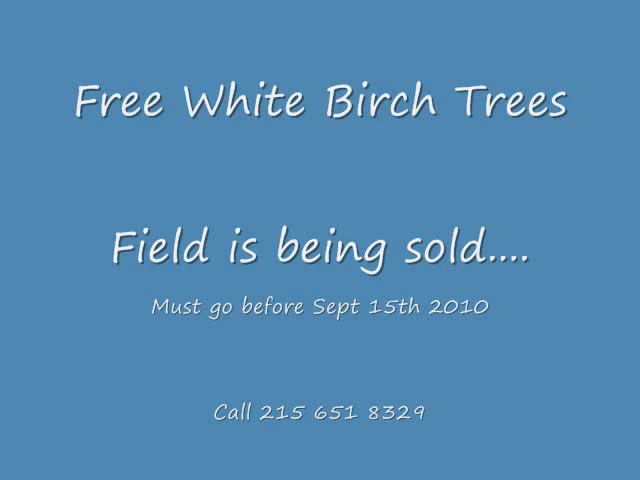 Free White Birch Trees
Field is being sold....
Must go before Sept 15th 2010
Call 215 651 8329